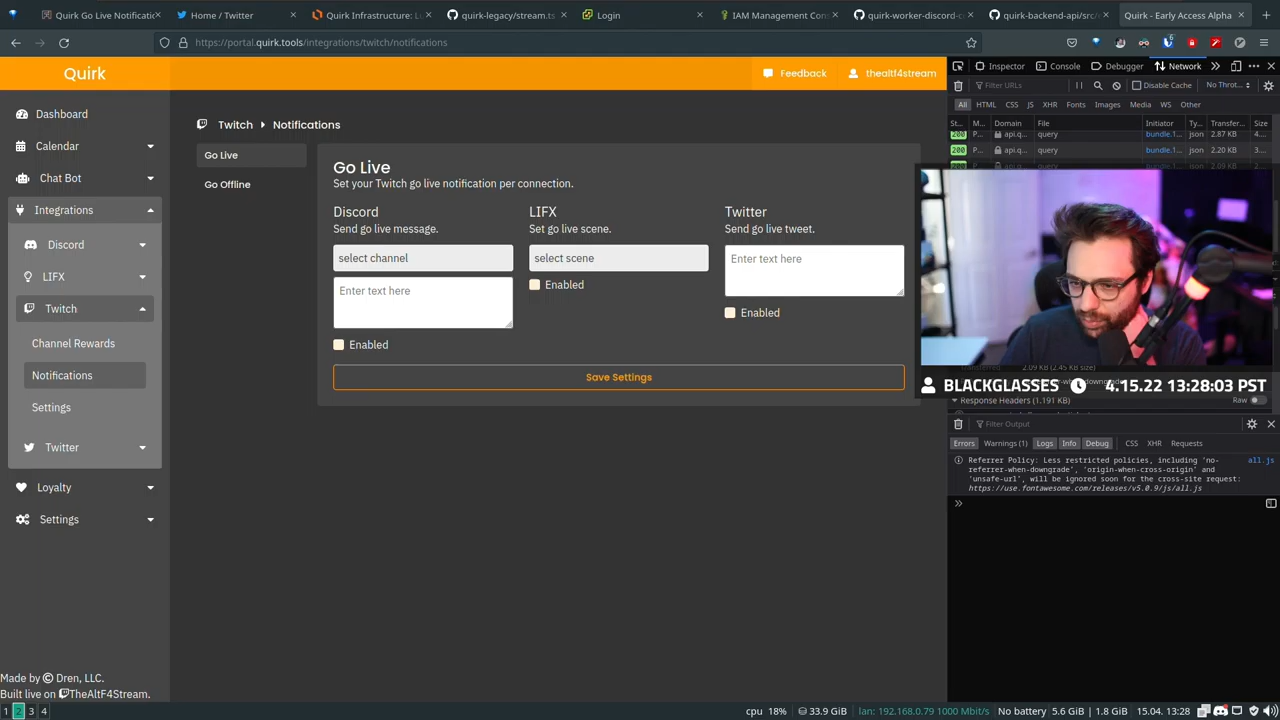 Quirk Go Live Notificatio
Home / Twitter
Quirk Infrastructure: L
quirk-legacy/stream.ts
Login
IAM Management Con
quirk-worker-discord-c
quirk-backend-api/src/
Quirk - Early Access Alpha
https://portal.quirk.tools/integrations/twitch/notifications
Quirk
Feedback
thealtf4stream
Dashboard
Calendar
Chat Bot
Integrations
Discord
LIFX
Twitch
Channel Rewards
Notifications
Settings
Twitter
Loyalty
Settings
Made by © Dren, LLC.
Built live on TheAltF4Stream.
Twitch
Notifications
Go Live
Go Offline
Go Live
Set your Twitch go live notification per connection.
Discord
Send go live message.
select channel
Enter text here
Enabled
LIFX
Set go live scene.
select scene
Enabled
Twitter
Send go live tweet.
Enter text here
Enabled
Save Settings
Inspector
Console
Debugger
Network
Filter URLs
Disable Cache
No Throt...
All HTML CSS JS XHR Fonts Images Media WS Other
St... M... Domain File Initiator Ty... Transfer... Size
200 P... api.q... query bundle.1... json 2.87 KB 3....
200 P... api.q... query bundle.1... json 2.20 KB 3....
BLACKGLASSES 4.15.22 13:28:03 PST
Response Headers (1.191 KB)
Raw
Filter Output
Errors Warnings (1) Logs Info Debug CSS XHR Requests
Referrer Policy: Less restricted policies, including 'no-
referrer-when-downgrade', 'origin-when-cross-origin' and
'unsafe-url', will be ignored soon for the cross-site request:
https://use.fontawesome.com/releases/v5.0.9/js/all.js
all.js
1 2 3 4
cpu 18%
33.9 GiB
lan: 192.168.0.79 1000 Mbit/s
No battery
5.6 GiB | 1.8 GiB
15.04. 13:28